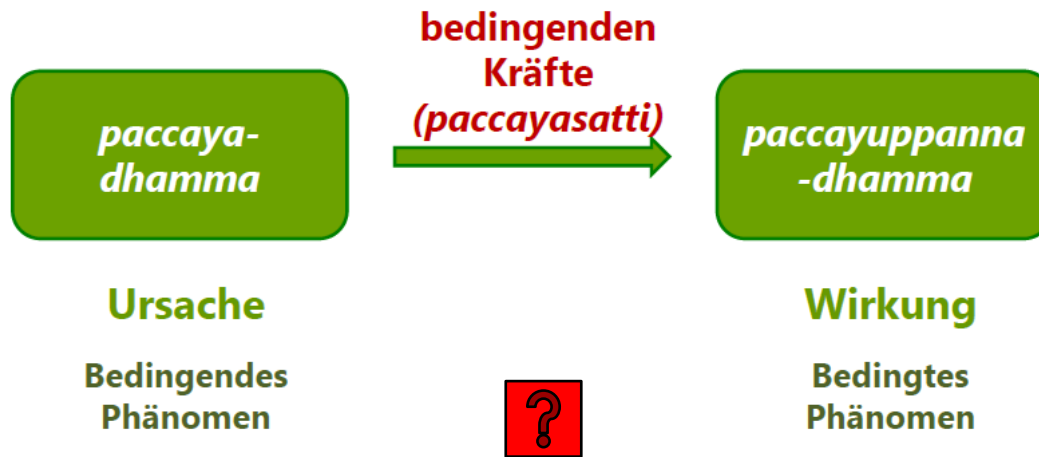 bedingenden
Kräfte
(paccayasatti)
paccaya-
dhamma
paccayuppanna
-dhamma
Ursache
Wirkung
Bedingendes
Phänomen
Bedingtes
Phänomen
?